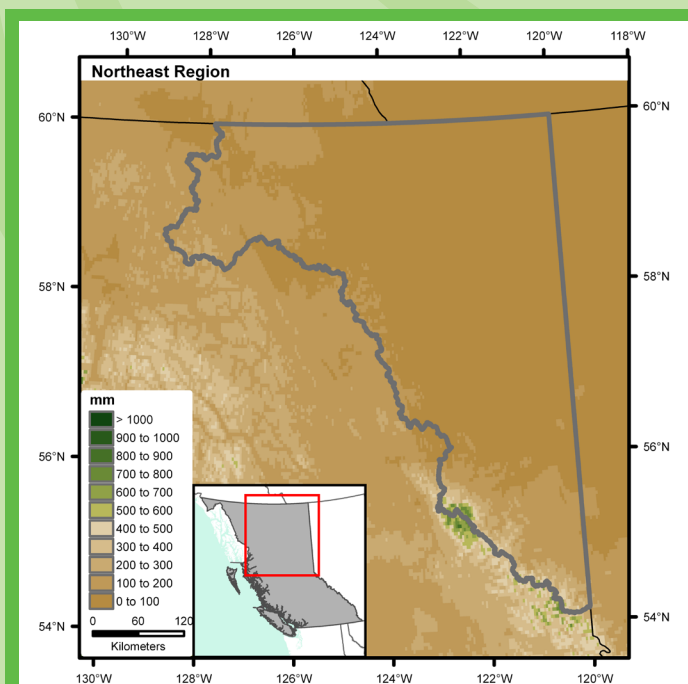 130°W 128°W 126°W 124°W 122°W 120°W 118°W
Northeast Region
60°N 60°N
58°N 58°N
56°N 56°N
54°N 54°N
mm
> 1000
900 to 1000
800 to 900
700 to 800
600 to 700
500 to 600
400 to 500
300 to 400
200 to 300
100 to 200
0 to 100
0 60 120
Kilometers
130°W 128°W 126°W 124°W 122°W 120°W